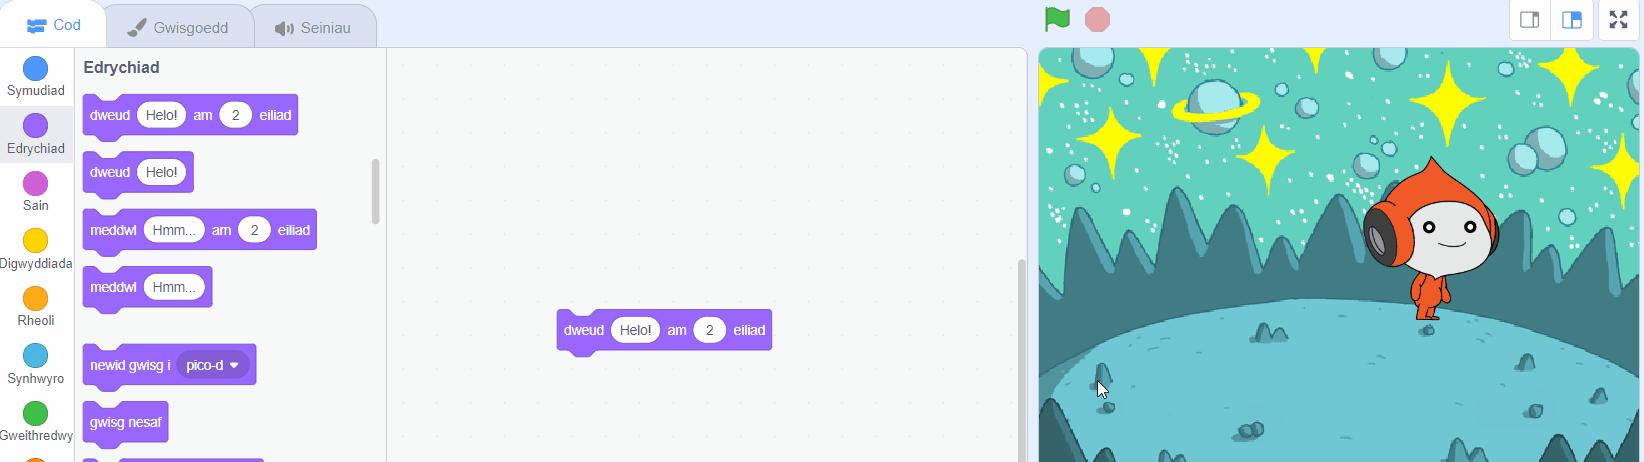 Cod
Gwisgoedd
Seiniau
Symudiad
Edrychiad
Sain
Digwyddiada
Rheoli
Synhwyro
Gweithredwy
Edrychiad
dweud Helo! am 2 eiliad
dweud Helo!
meddwl Hmm... am 2 eiliad
meddwl Hmm...
newid gwisg i pico-d
gwisg nesaf
dweud Helo! am 2 eiliad